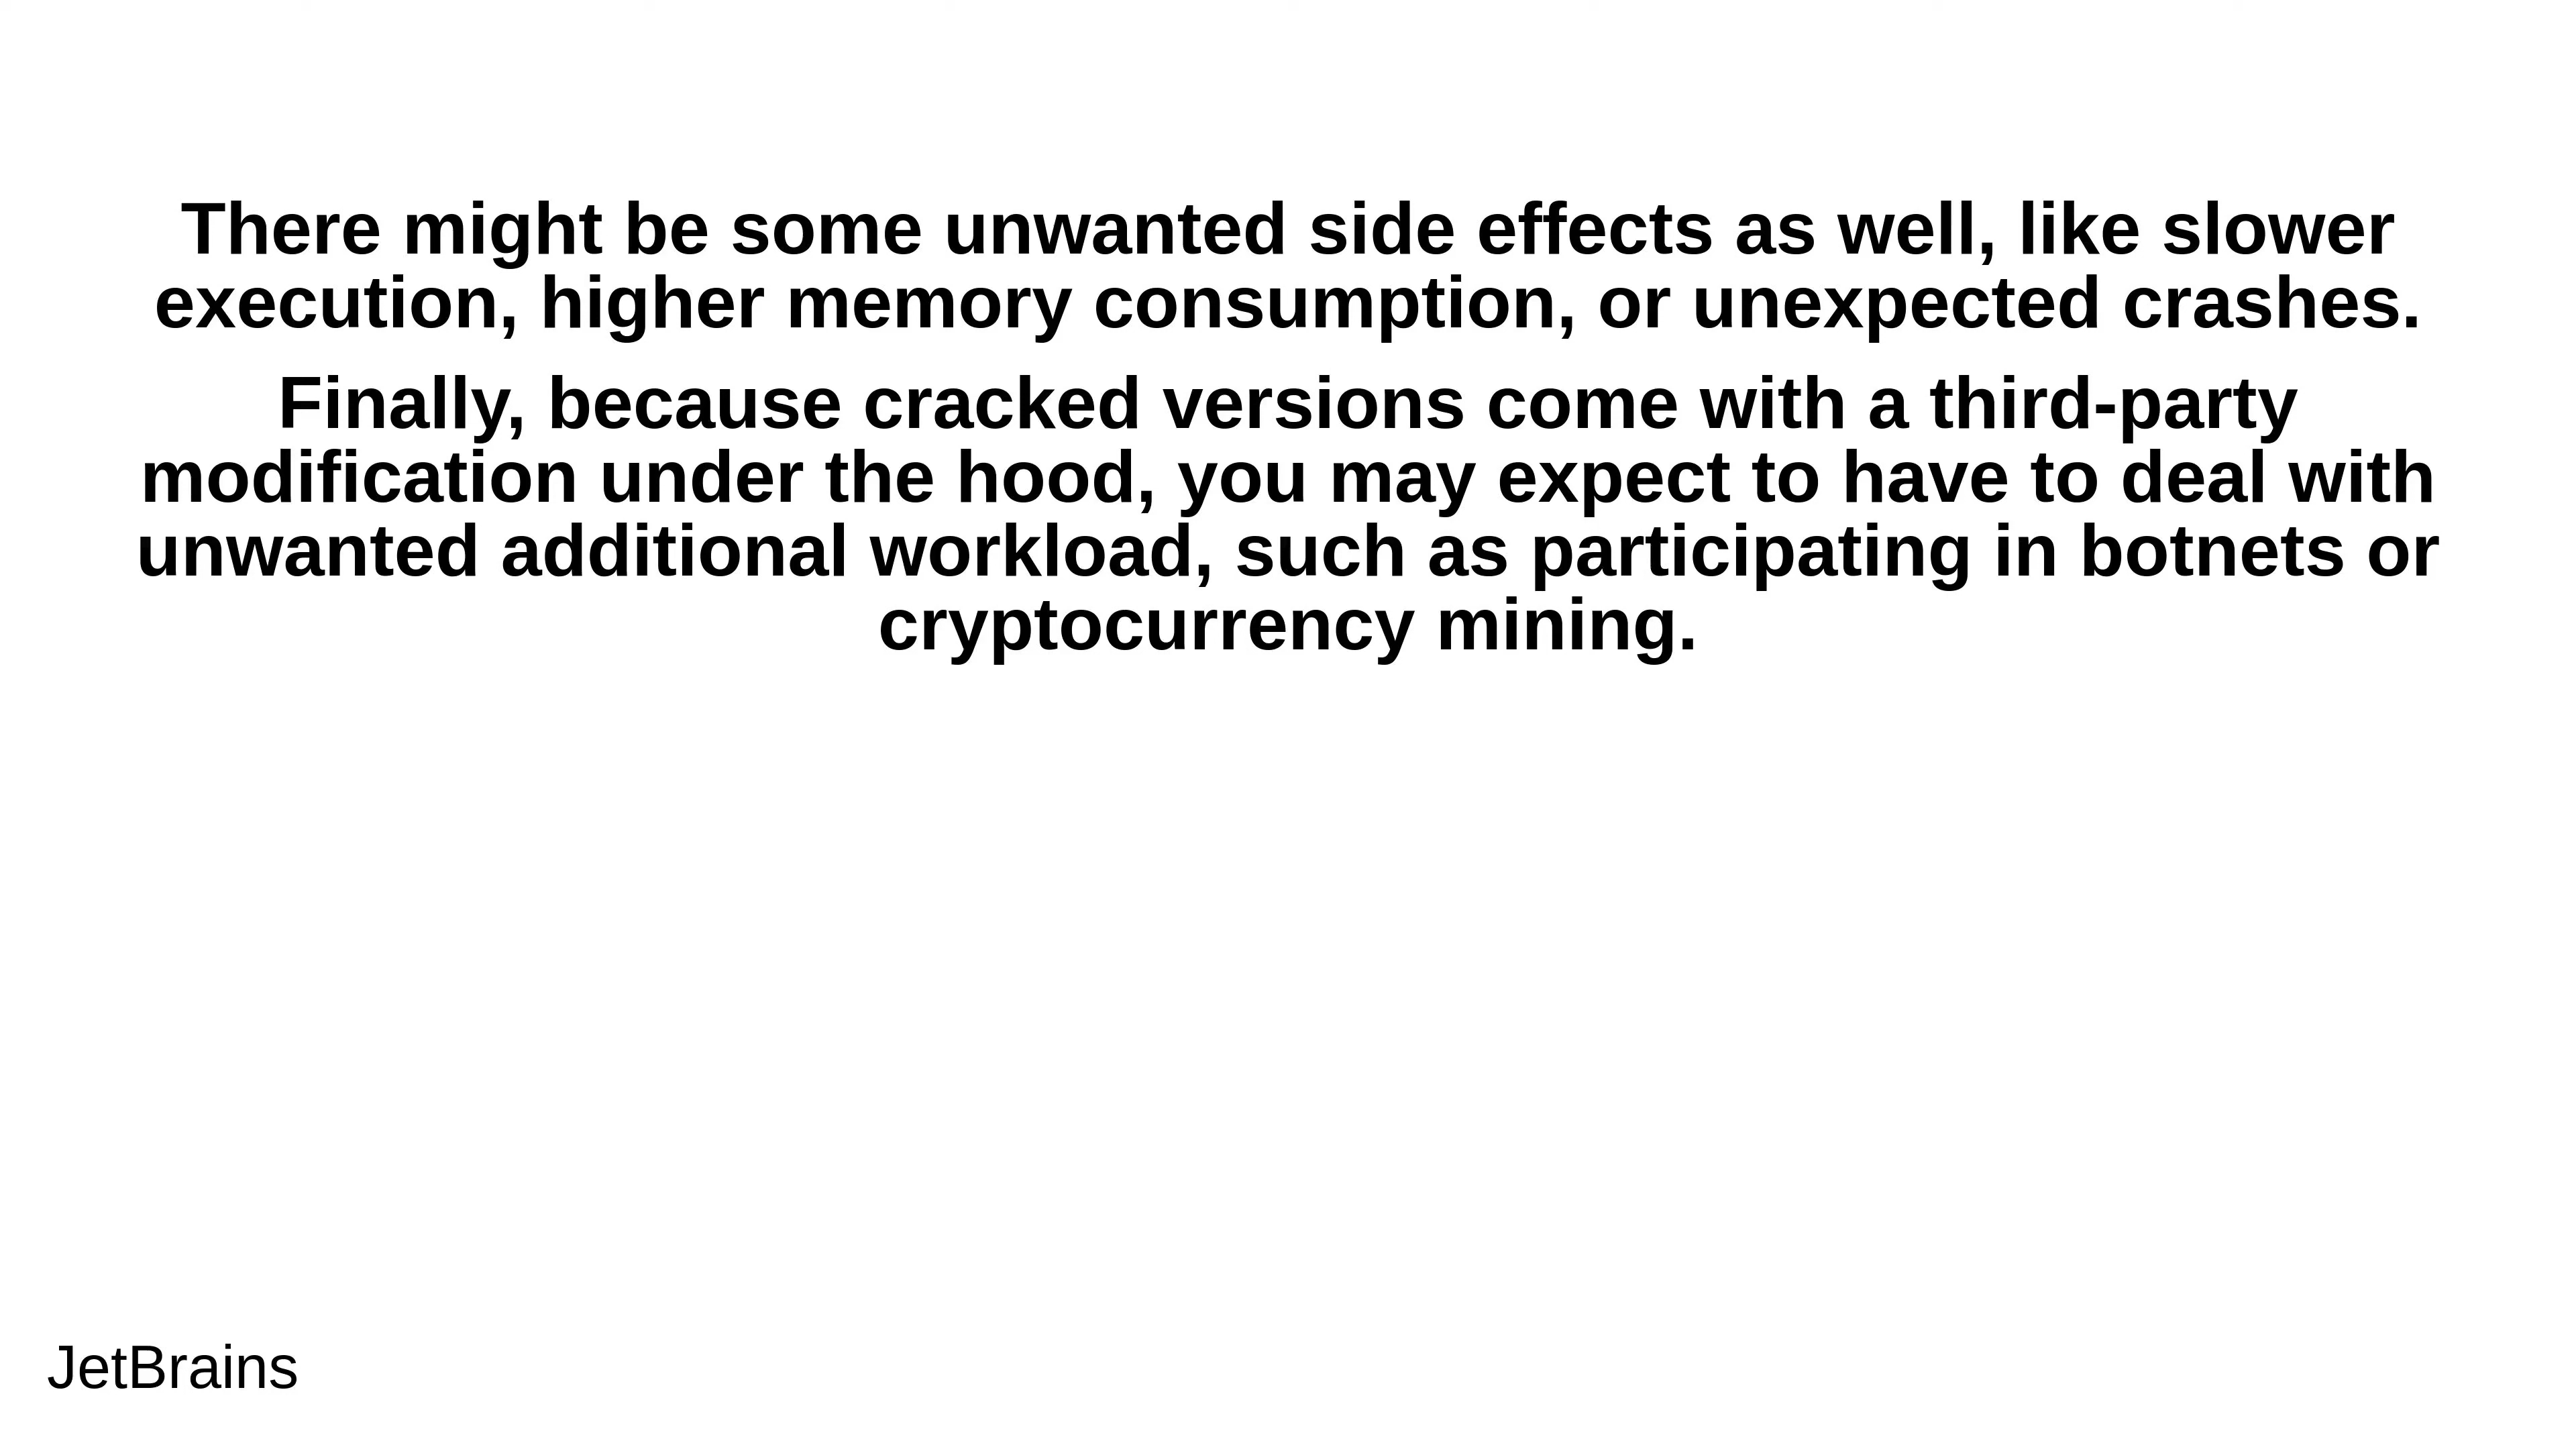 There might be some unwanted side effects as well, like slower
execution, higher memory consumption, or unexpected crashes.
Finally, because cracked versions come with a third-party
modification under the hood, you may expect to have to deal with
unwanted additional workload, such as participating in botnets or
cryptocurrency mining.
JetBrains